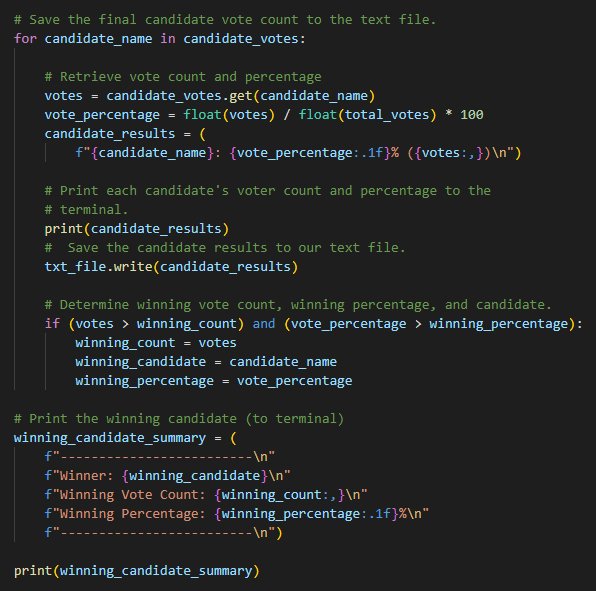 # Save the final candidate vote count to the text file.
for candidate_name in candidate_votes:

    # Retrieve vote count and percentage
    votes = candidate_votes.get(candidate_name)
    vote_percentage = float(votes) / float(total_votes) * 100
    candidate_results = (
        f"{candidate_name}: {vote_percentage:.1f}% ({votes:,})\n")

    # Print each candidate's voter count and percentage to the
    # terminal.
    print(candidate_results)
    #  Save the candidate results to our text file.
    txt_file.write(candidate_results)

    # Determine winning vote count, winning percentage, and candidate.
    if (votes > winning_count) and (vote_percentage > winning_percentage):
        winning_count = votes
        winning_candidate = candidate_name
        winning_percentage = vote_percentage

# Print the winning candidate (to terminal)
winning_candidate_summary = (
    f"-------------------------\n"
    f"Winner: {winning_candidate}\n"
    f"Winning Vote Count: {winning_count:,}\n"
    f"Winning Percentage: {winning_percentage:.1f}%\n"
    f"-------------------------\n")

print(winning_candidate_summary)